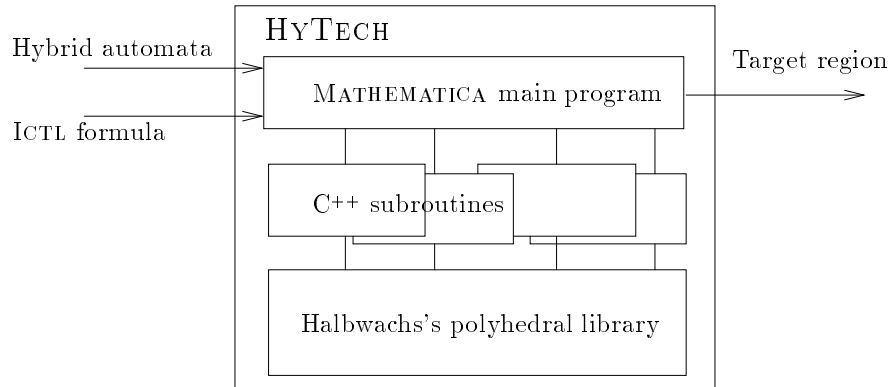 HYTECH
Hybrid automata
Target region
MATHEMATICA main program
ICTL formula
C++ subroutines
Halbwachs's polyhedral library